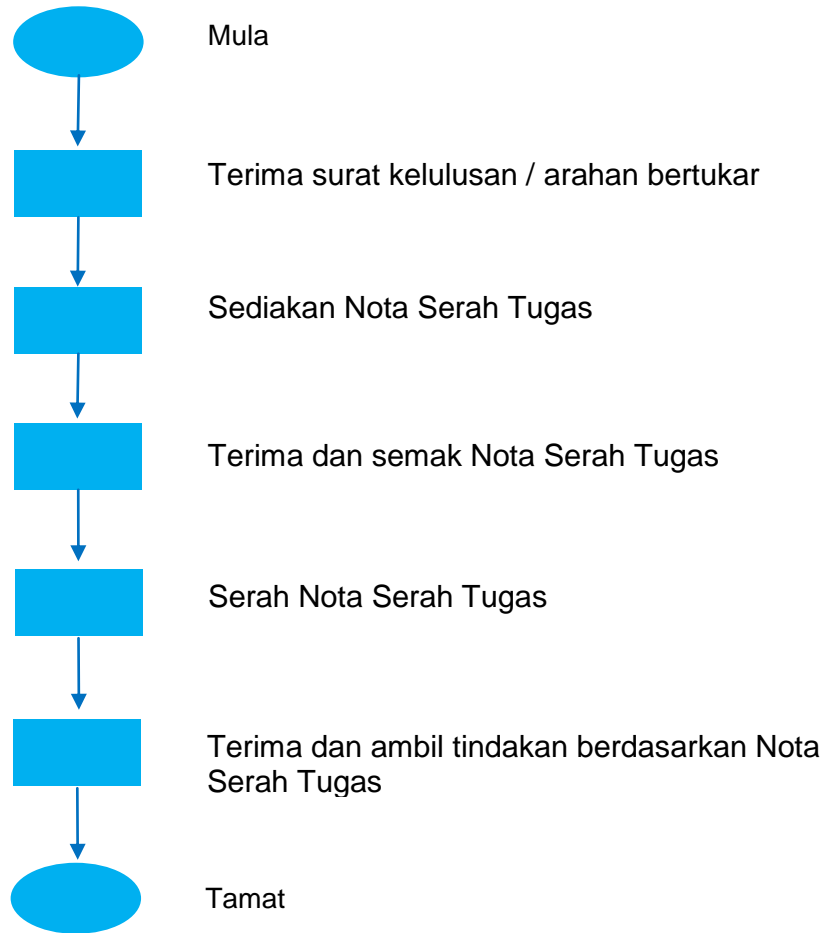 Mula
Terima surat kelulusan / arahan bertukar
Sediakan Nota Serah Tugas
Terima dan semak Nota Serah Tugas
Serah Nota Serah Tugas
Terima dan ambil tindakan berdasarkan Nota
Serah Tugas
Tamat